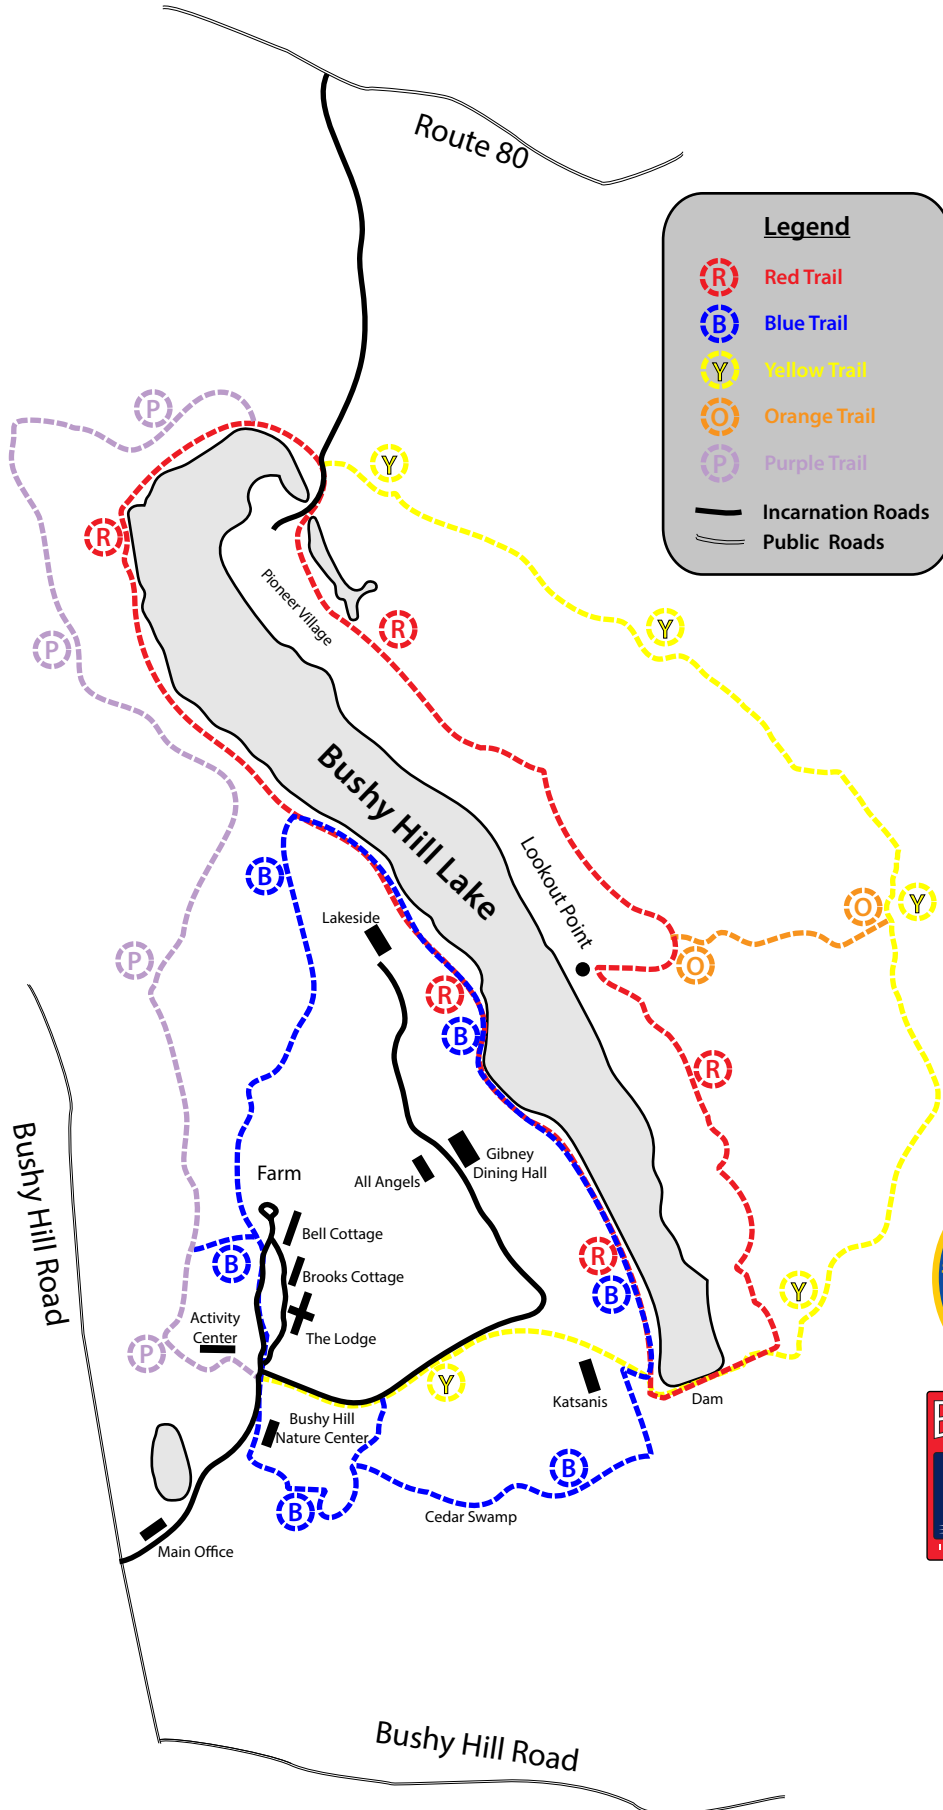 Route 80
Legend
R Red Trail
B Blue Trail
Y Yellow Trail
O Orange Trail
P Purple Trail
Incarnation Roads
Public Roads
P
Y
R
Pioneer Village
R
Y
P
Bushy Hill Lake
Lookout Point
B
Lakeside
O
Y
P
O
R
B
R
Bushy Hill Road
Gibney
Dining Hall
All Angels
Farm
Bell Cottage
R
B
Brooks Cottage
B
Y
Activity
Center
The Lodge
P
Y
Katsanis
Dam
Bushy Hill
Nature Center
B
B
Cedar Swamp
Main Office
Bushy Hill Road